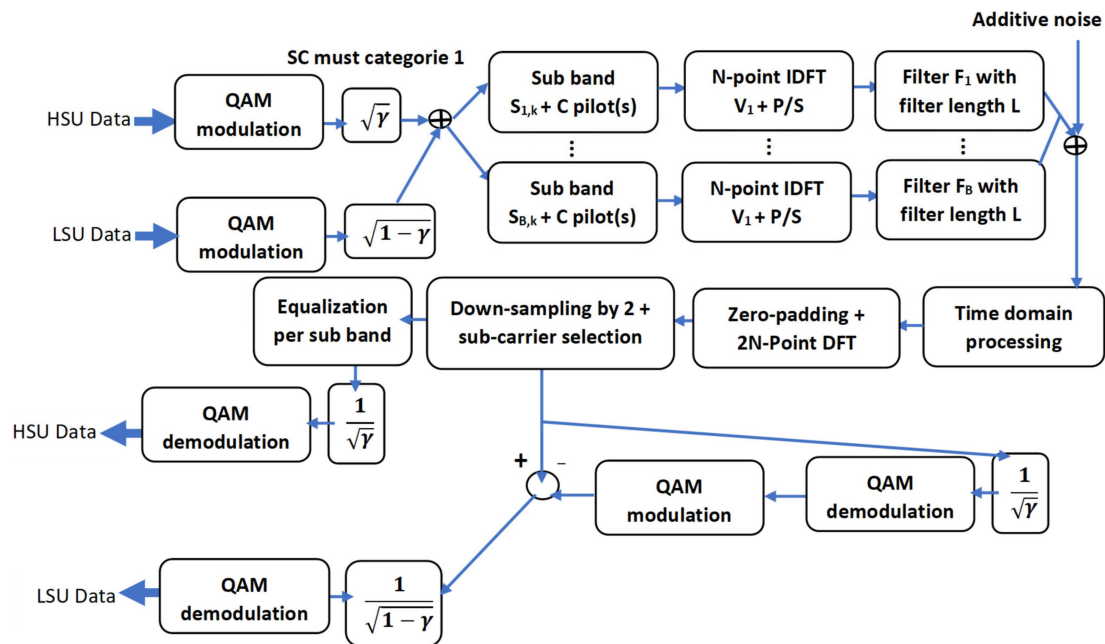 Additive noise
SC must categorie 1
HSU Data
QAM
modulation
√γ
Sub band
S1,k + C pilot(s)
N-point IDFT
V1 + P/S
Filter F1 with
filter length L
⋮ ⋮ ⋮
LSU Data
QAM
modulation
√1 − γ
Sub band
SB,k + C pilot(s)
N-point IDFT
V1 + P/S
Filter FB with
filter length L
Equalization
per sub band
Down-sampling by 2 +
sub-carrier selection
Zero-padding +
2N-Point DFT
Time domain
processing
HSU Data
QAM
demodulation
1
√γ
+ −
QAM
modulation
QAM
demodulation
1
√γ
LSU Data
QAM
demodulation
1
√1 − γ